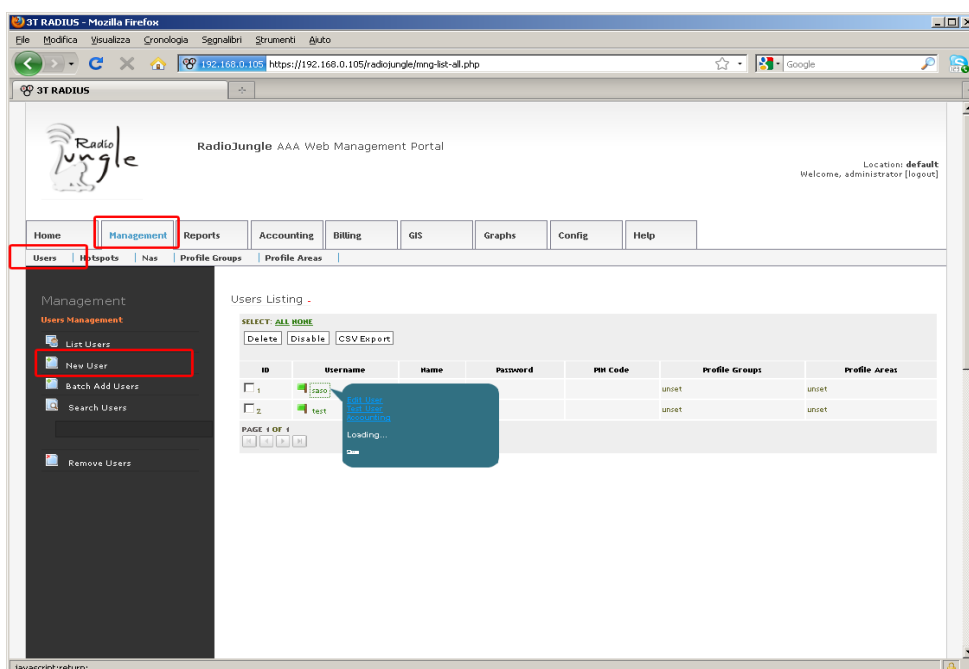 3T RADIUS - Mozilla Firefox
File Modifica Visualizza Cronologia Segnalibri Strumenti Aiuto
192.168.0.105 https://192.168.0.105/radiojungle/mng-list-all.php
Google
3T RADIUS
Radio
Jungle
RadioJungle AAA Web Management Portal
Location: default
Welcome, administrator [logout]
Home Management Reports Accounting Billing GIS Graphs Config Help
Users Hotspots Nas Profile Groups Profile Areas
Management
Users Management
List Users
New User
Batch Add Users
Search Users
Remove Users
Users Listing
SELECT: ALL NONE
Delete Disable CSV Export
ID Username Name Password PIN Code Profile Groups Profile Areas
1 saso unset unset
2 test unset unset
Edit User
Test User
Accounting
Loading...
Close
PAGE 1 OF 1
javascript:return;